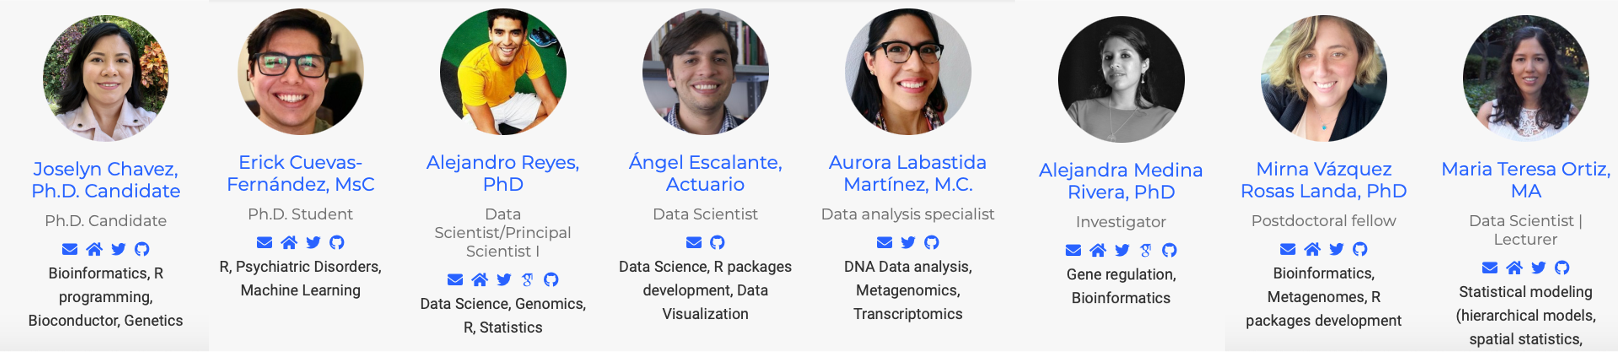 Joselyn Chavez,
Ph.D. Candidate
Ph.D. Candidate
Bioinformatics, R
programming,
Bioconductor, Genetics
Erick Cuevas-
Fernández, MsC
Ph.D. Student
R, Psychiatric Disorders,
Machine Learning
Alejandro Reyes,
PhD
Data
Scientist/Principal
Scientist I
Data Science, Genomics,
R, Statistics
Ángel Escalante,
Actuario
Data Scientist
Data Science, R packages
development, Data
Visualization
Aurora Labastida
Martínez, M.C.
Data analysis specialist
DNA Data analysis,
Metagenomics,
Transcriptomics
Alejandra Medina
Rivera, PhD
Investigator
Gene regulation,
Bioinformatics
Mirna Vázquez
Rosas Landa, PhD
Postdoctoral fellow
Bioinformatics,
Metagenomes, R
packages development
Maria Teresa Ortiz,
MA
Data Scientist |
Lecturer
Statistical modeling
(hierarchical models,
spatial statistics,